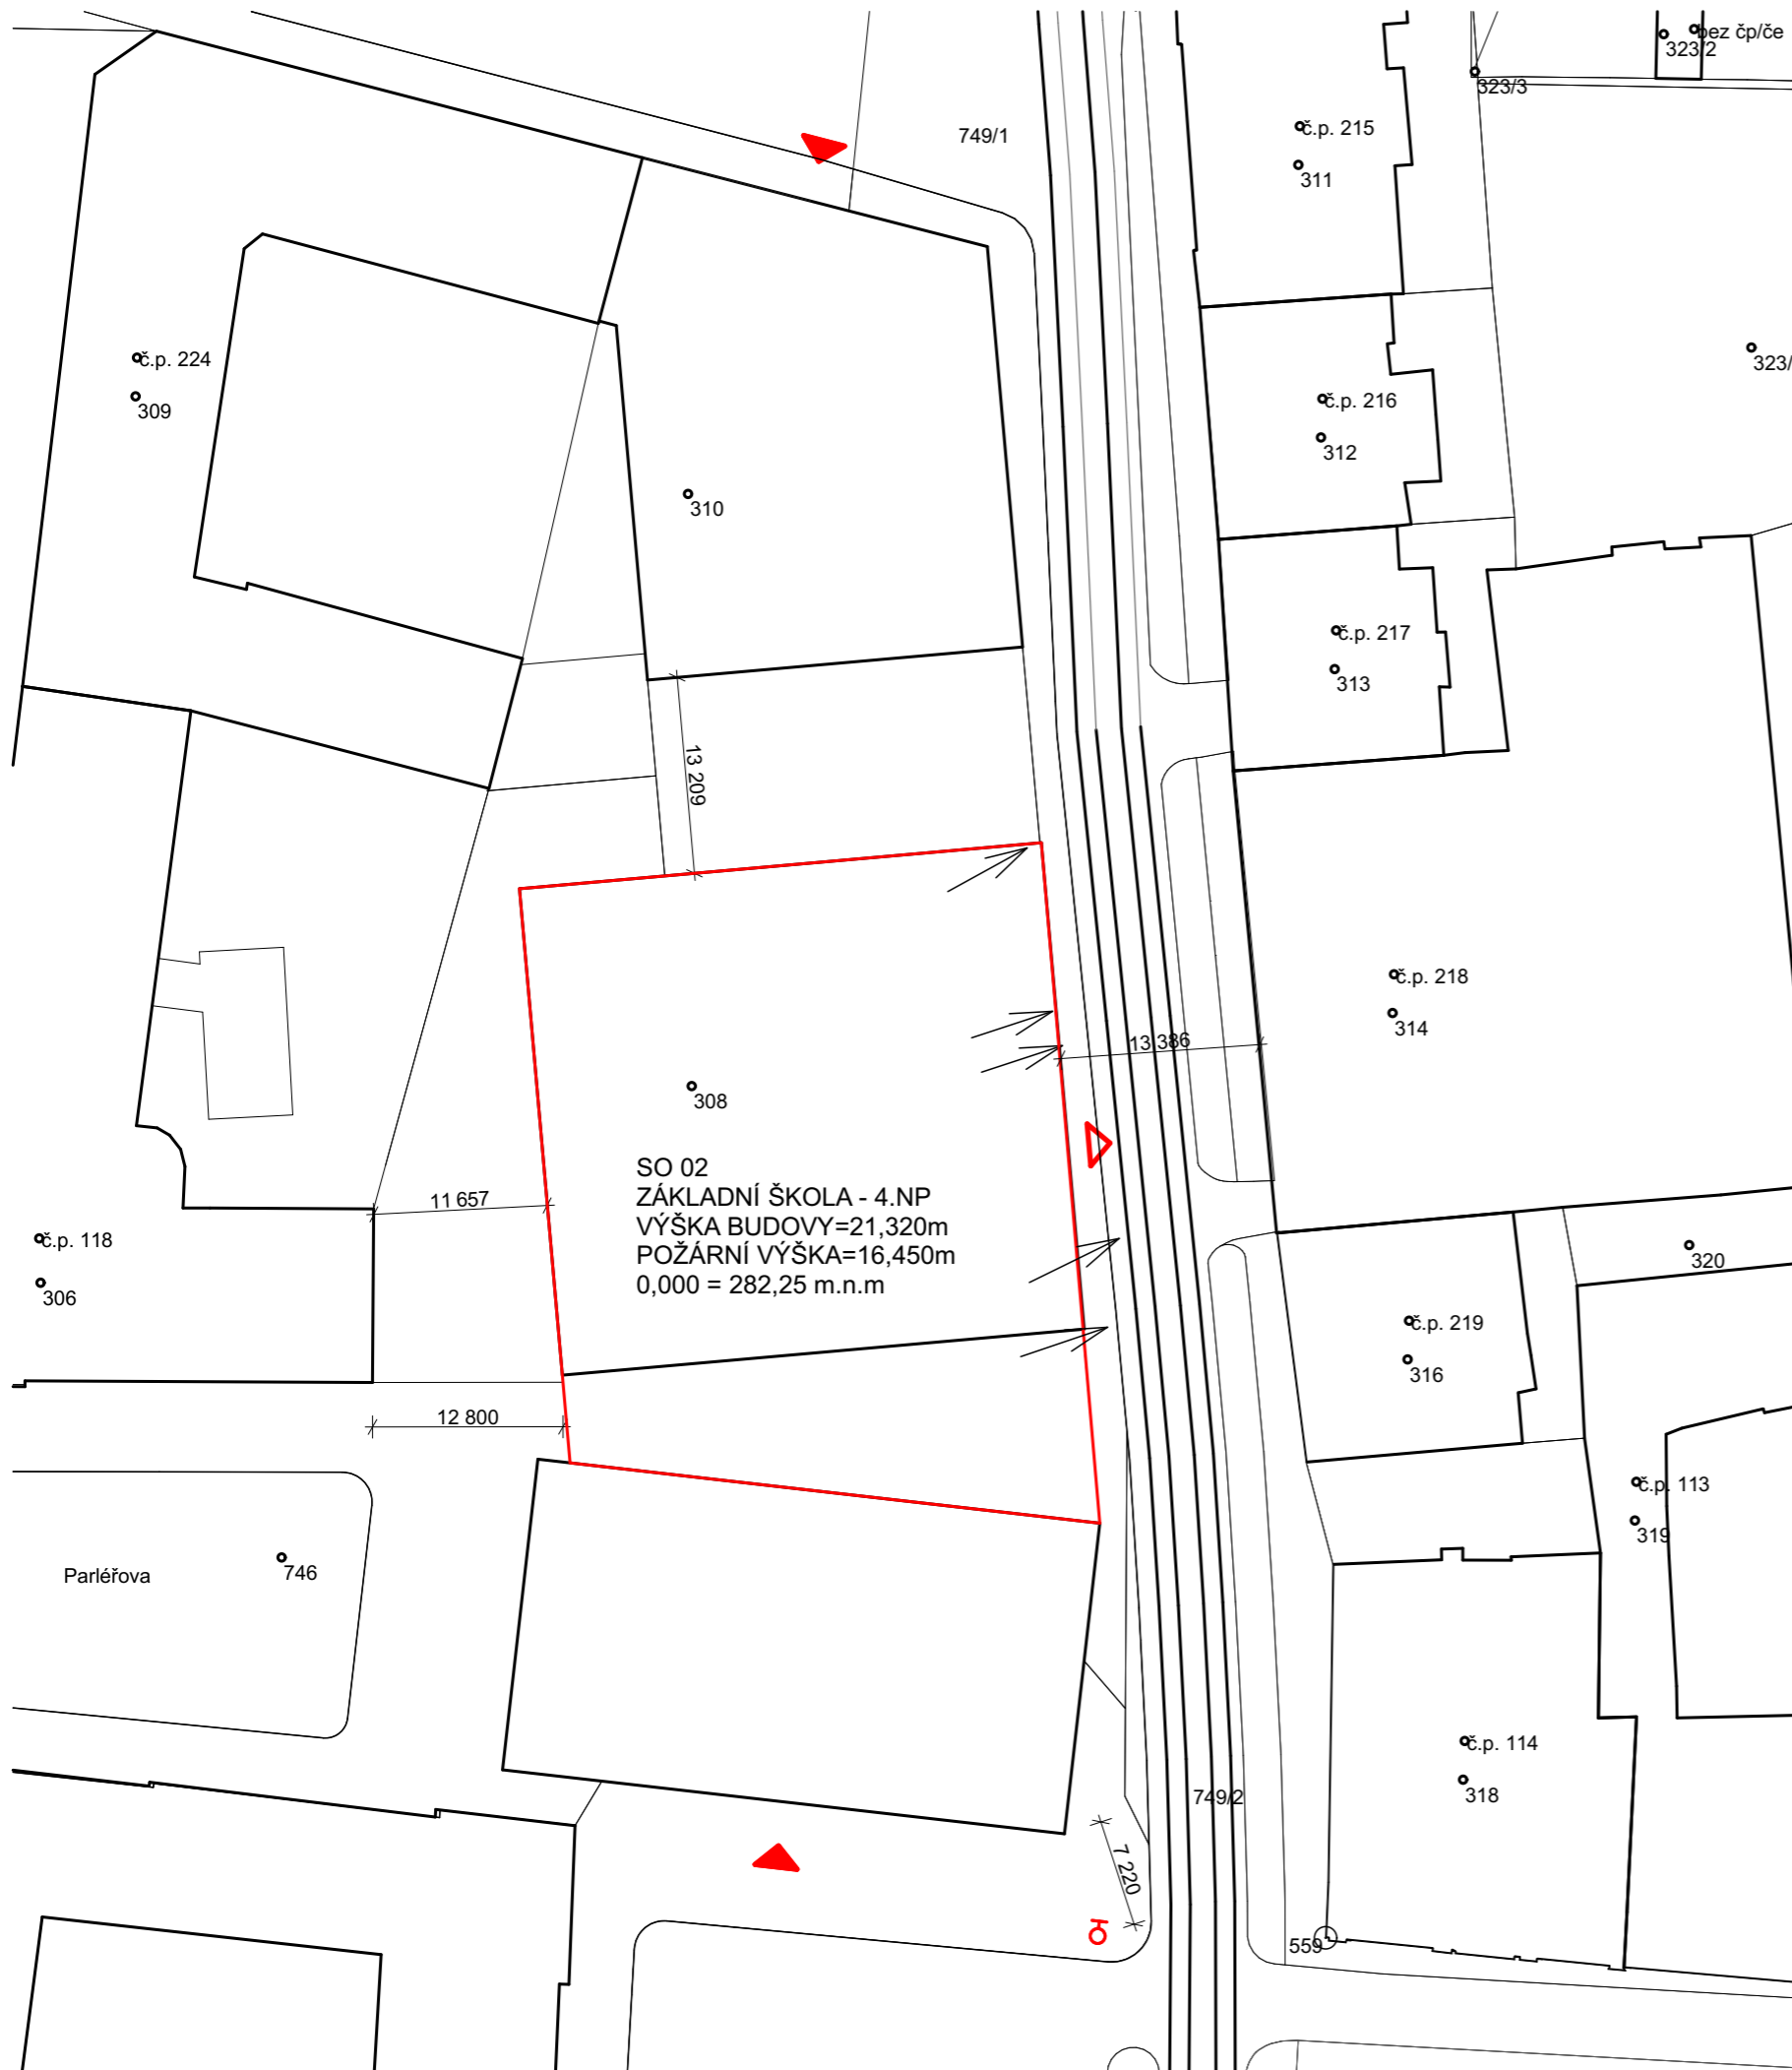 bez čp/če
323/2
323/3
749/1
č.p. 215
311
č.p. 224
309
323/
č.p. 216
312
310
č.p. 217
313
13 209
č.p. 218
314
13 386
308
SO 02
ZÁKLADNÍ ŠKOLA - 4.NP
VÝŠKA BUDOVY=21,320m
POŽÁRNÍ VÝŠKA=16,450m
0,000 = 282,25 m.n.m
11 657
č.p. 118
306
320
č.p. 219
316
12 800
č.p. 113
319
Parléřova
746
č.p. 114
318
749/2
7 220
559